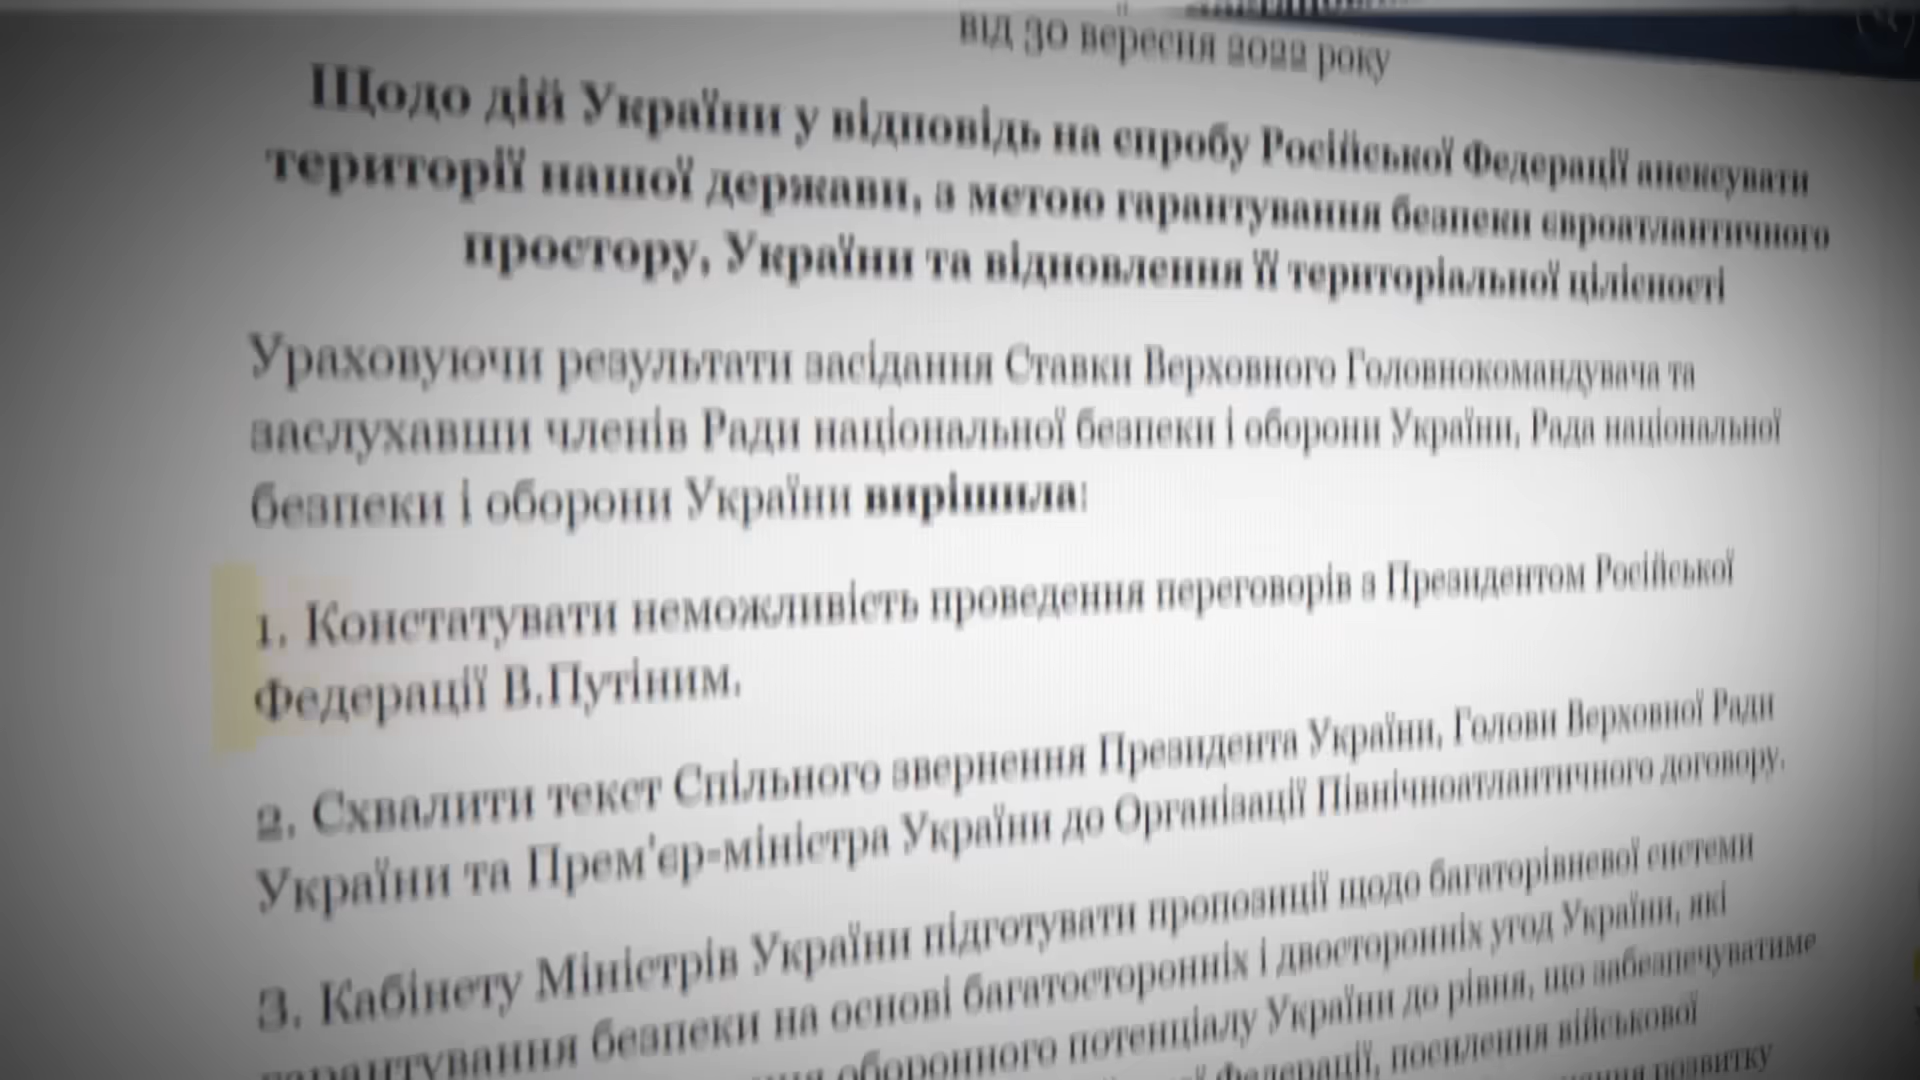 від 30 вересня 2022 року
Щодо дій України у відповідь на спробу Російської Федерації анексувати
території нашої держави, з метою гарантування безпеки євроатлантичного
простору, України та відновлення її територіальної цілісності
Ураховуючи результати засідання Ставки Верховного Головнокомандувача та
заслухавши членів Ради національної безпеки і оборони України, Рада національної
безпеки і оборони України вирішила:
1. Констатувати неможливість проведення переговорів з Президентом Російської
Федерації В.Путіним.
2. Схвалити текст Спільного звернення Президента України, Голови Верховної Ради
України та Прем'єр-міністра України до Організації Північноатлантичного договору.
3. Кабінету Міністрів України підготувати пропозиції щодо багаторівневої системи
гарантування безпеки на основі багатосторонніх і двосторонніх угод України, які
оборонного потенціалу України до рівня, що забезпечуватиме
Федерації, посилення військової
розвитку